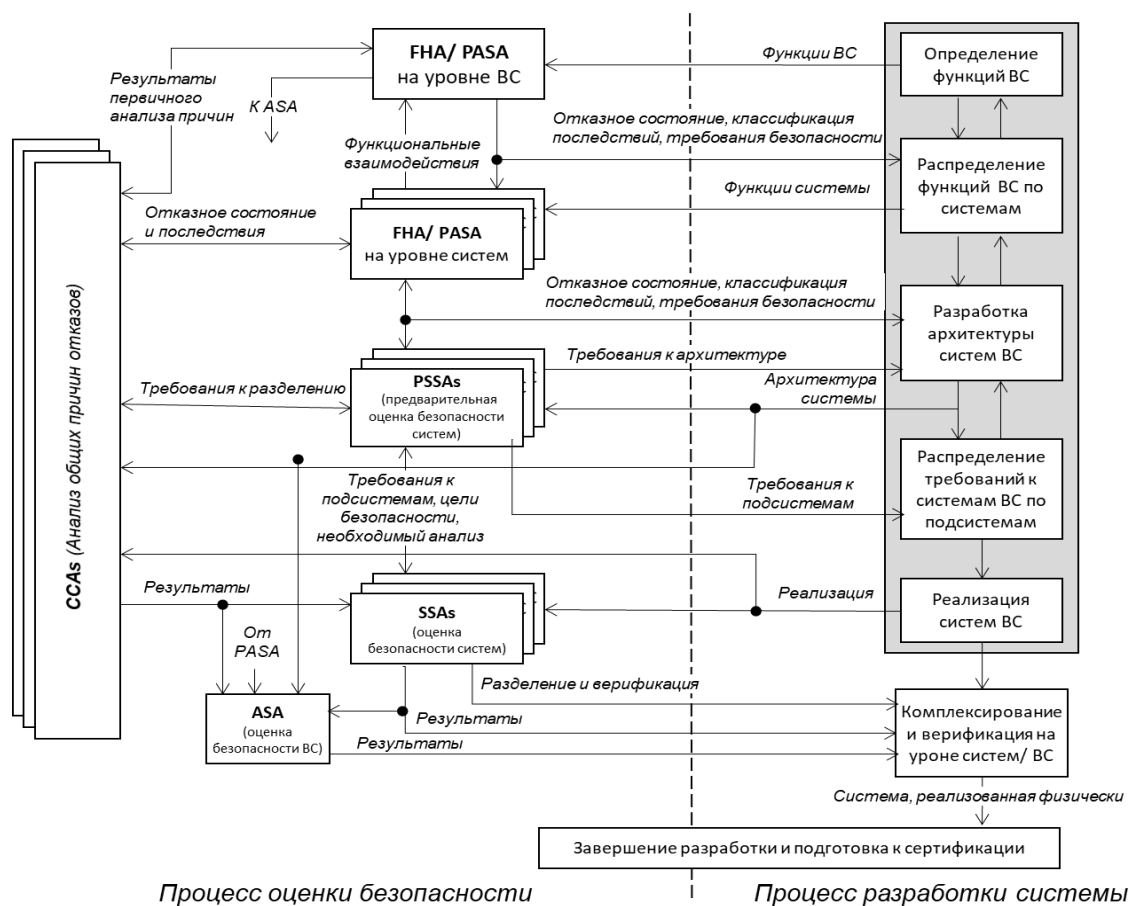 FHA/ PASA
на уровне ВС
Функции ВС
Определение
функций ВС
Результаты
первичного
анализа причин
К ASA
Функциональные
взаимодействия
Отказное состояние, классификация
последствий, требования безопасности
Распределение
функций ВС по
системам
Функции системы
Отказное состояние
и последствия
FHA/ PASA
на уровне систем
Отказное состояние, классификация
последствий, требования безопасности
Разработка
архитектуры
систем ВС
Требования к архитектуре
Требования к разделению
PSSAs
(предварительная
оценка безопасности
систем)
Архитектура
системы
Требования к
подсистемам, цели
безопасности,
необходимый анализ
Требования к
подсистемам
Распределение
требований к
системам ВС по
подсистемам
CCAs (Анализ общих причин отказов)
Результаты
SSAs
(оценка
безопасности систем)
Реализация
Реализация
систем ВС
От
PASA
ASA
(оценка
безопасности ВС)
Разделение и верификация
Результаты
Результаты
Комплексирование
и верификация на
уроне систем/ ВС
Система, реализованная физически
Завершение разработки и подготовка к сертификации
Процесс оценки безопасности
Процесс разработки системы